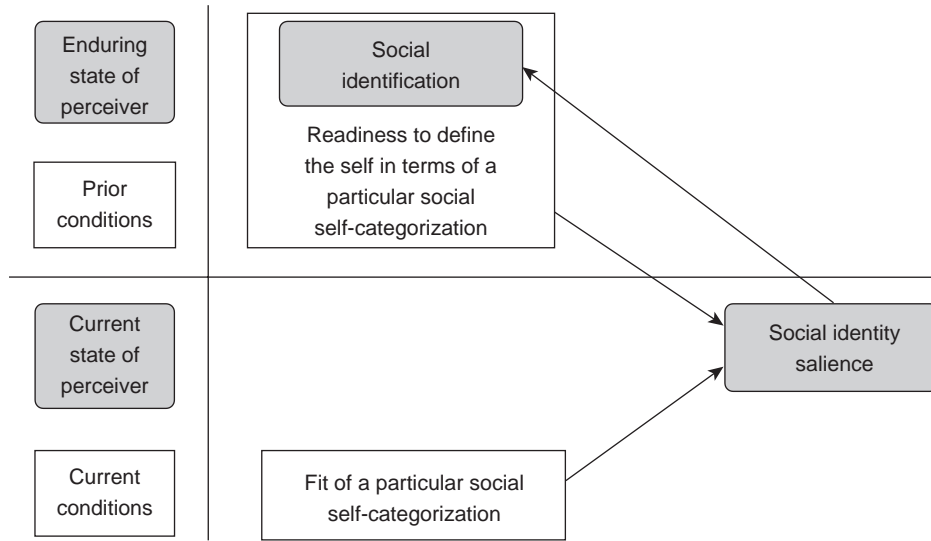 Enduring
state of
perceiver
Social
identification
Readiness to define
the self in terms of a
particular social
self-categorization
Prior
conditions
Current
state of
perceiver
Social identity
salience
Current
conditions
Fit of a particular social
self-categorization